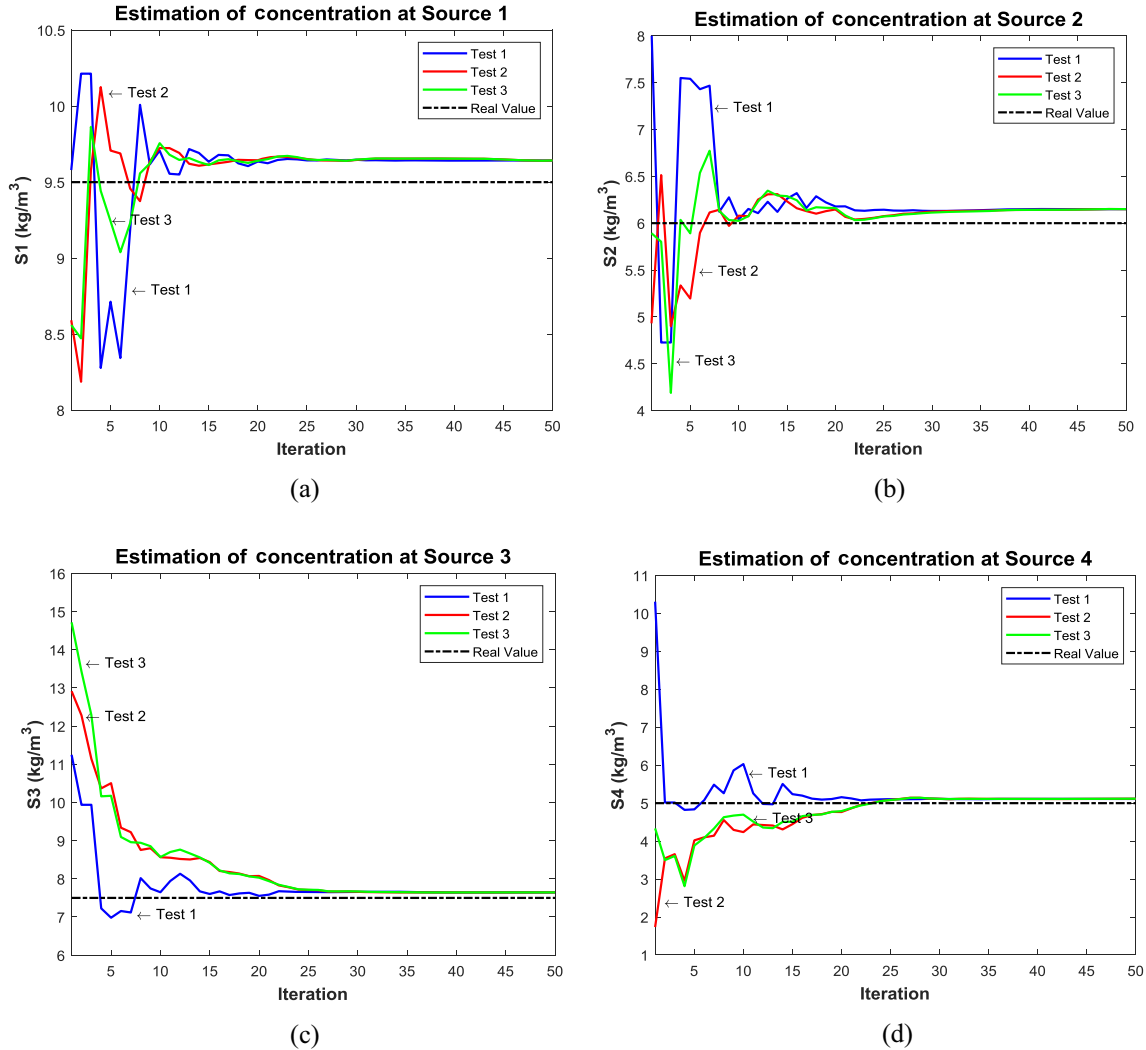 Estimation of concentration at Source 1
10.5
10
9.5
9
8.5
8
S1 (kg/m3)
5 10 15 20 25 30 35 40 45 50
Iteration
Test 1
Test 2
Test 3
Real Value
← Test 2
← Test 3
← Test 1
(a)
Estimation of concentration at Source 2
8
7.5
7
6.5
6
5.5
5
4.5
4
S2 (kg/m3)
5 10 15 20 25 30 35 40 45 50
Iteration
Test 1
Test 2
Test 3
Real Value
← Test 1
← Test 2
← Test 3
(b)
Estimation of concentration at Source 3
16
15
14
13
12
11
10
9
8
7
6
S3 (kg/m3)
5 10 15 20 25 30 35 40 45 50
Iteration
Test 1
Test 2
Test 3
Real Value
← Test 3
← Test 2
← Test 1
(c)
Estimation of concentration at Source 4
11
10
9
8
7
6
5
4
3
2
1
S4 (kg/m3)
5 10 15 20 25 30 35 40 45 50
Iteration
Test 1
Test 2
Test 3
Real Value
← Test 1
← Test 3
← Test 2
(d)